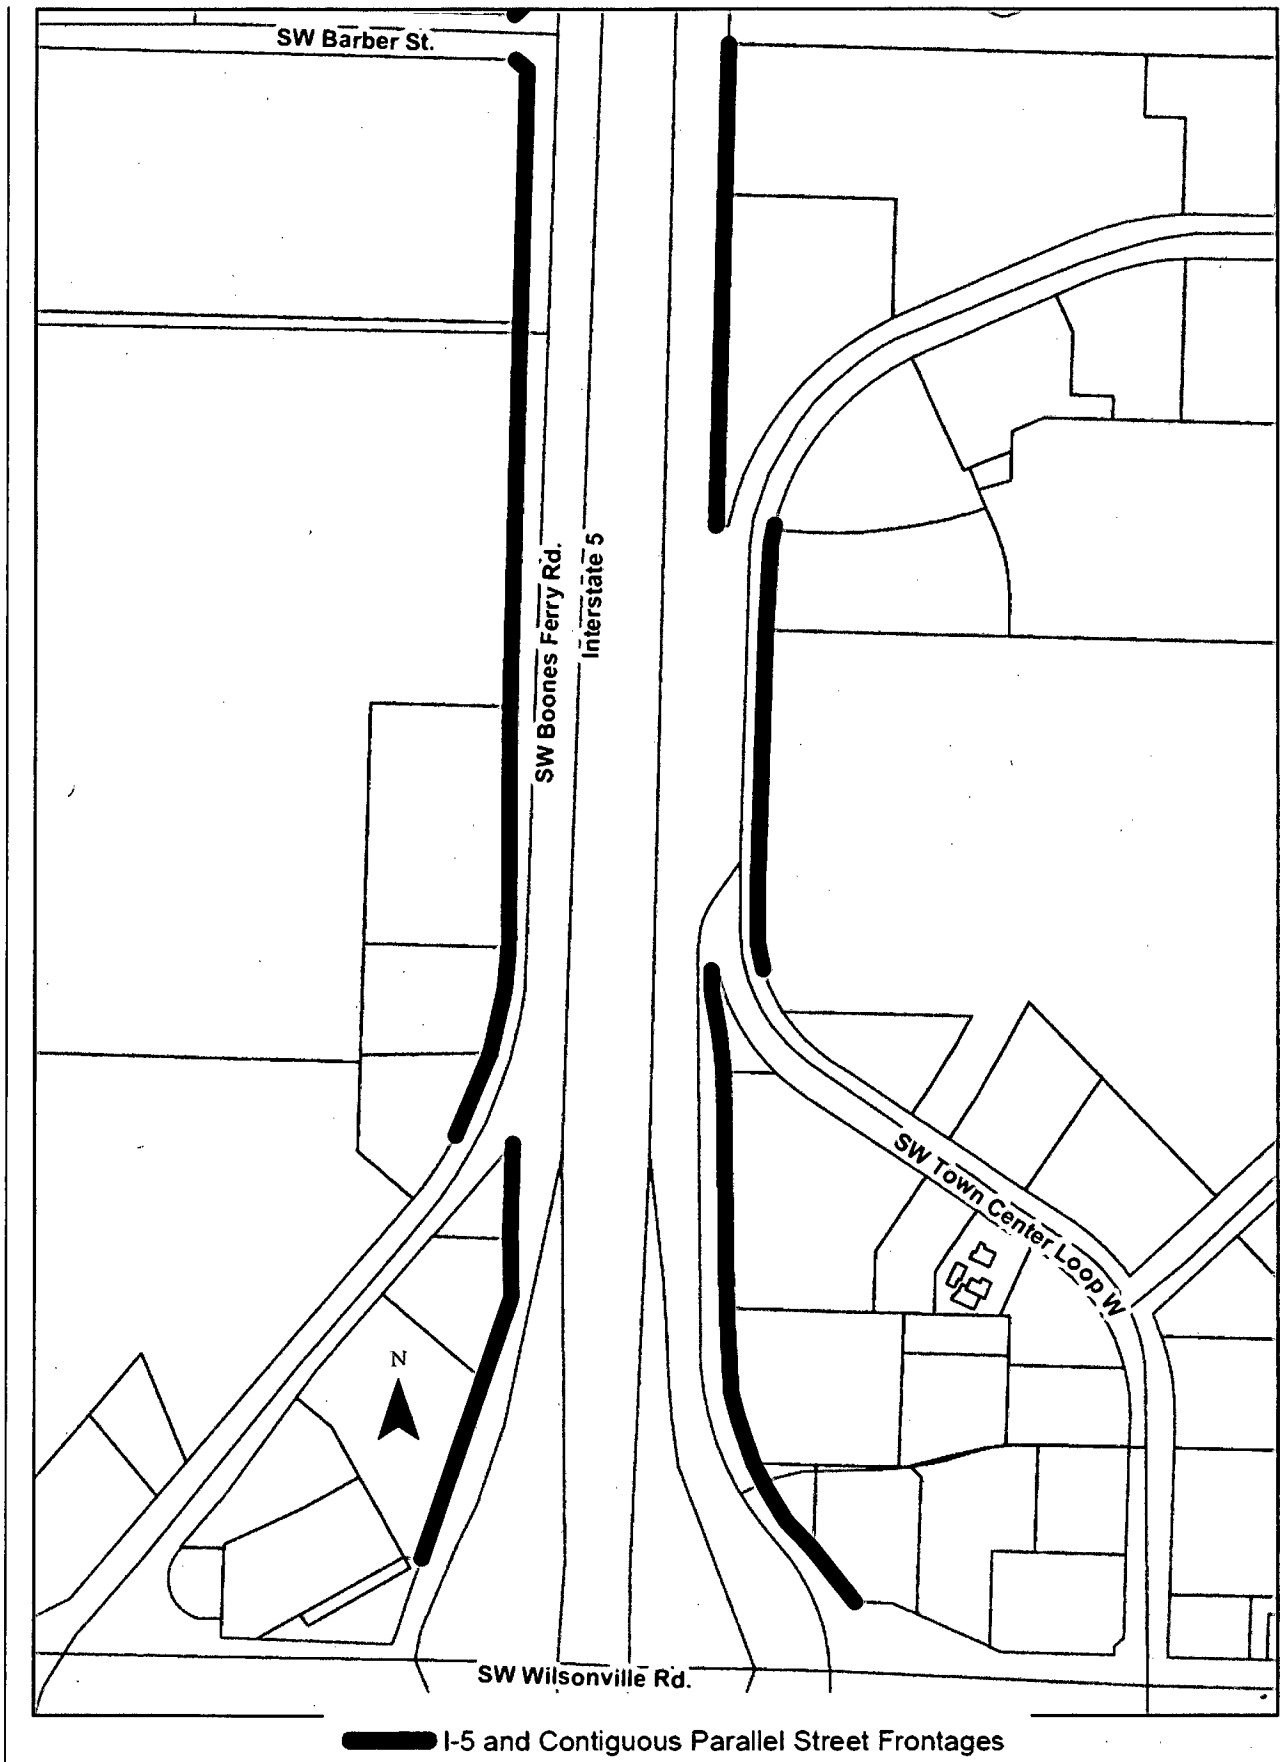 SW Barber St.
SW Boones Ferry Rd.
Interstate 5
SW Town Center Loop W
N
SW Wilsonville Rd.
I-5 and Contiguous Parallel Street Frontages